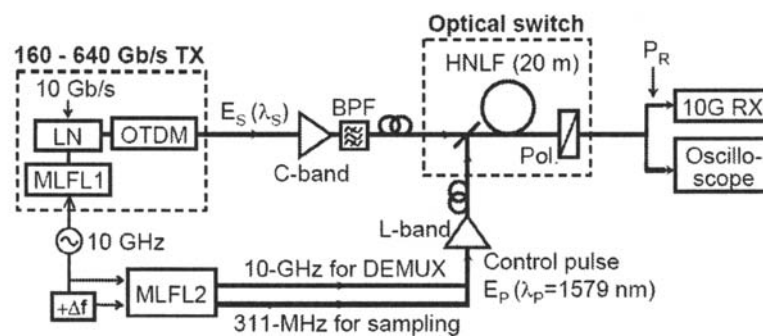 Optical switch
160 - 640 Gb/s TX
HNLF (20 m)
P_R
10 Gb/s
E_S (λ_S)
BPF
10G RX
LN
OTDM
Pol.
Oscillo-
scope
MLFL1
C-band
L-band
10 GHz
10-GHz for DEMUX
Control pulse
E_P (λ_P=1579 nm)
+Δf
MLFL2
311-MHz for sampling